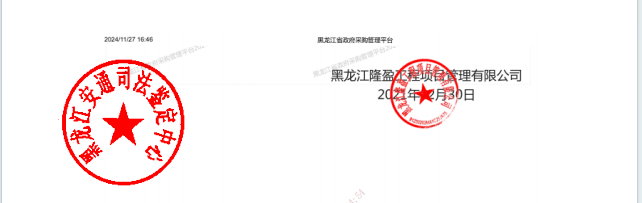 2024/11/27 16:46
黑龙江省政府采购管理平台
黑龙江隆盈工程项目管理有限公司
2021年12月30日
黑龙江安通司法鉴定中心